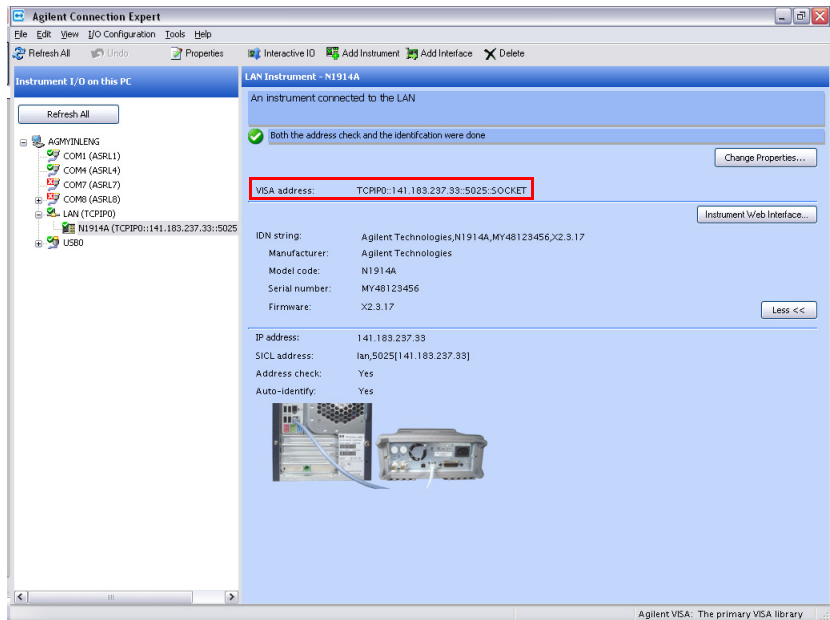 Agilent Connection Expert
File Edit View I/O Configuration Tools Help
Refresh All Undo Properties Interactive IO Add Instrument Add Interface Delete
Instrument I/O on this PC
Refresh All
AGMYINLENG
COM1 (ASRL1)
COM4 (ASRL4)
COM7 (ASRL7)
COM8 (ASRL8)
LAN (TCPIP0)
N1914A (TCPIP0::141.183.237.33::5025
USB0
LAN Instrument - N1914A
An instrument connected to the LAN
Both the address check and the identifcation were done
Change Properties...
VISA address: TCPIP0::141.183.237.33::5025::SOCKET
Instrument Web Interface...
IDN string: Agilent Technologies,N1914A,MY48123456,X2.3.17
Manufacturer: Agilent Technologies
Model code: N1914A
Serial number: MY48123456
Firmware: X2.3.17
Less <<
IP address: 141.183.237.33
SICL address: lan,5025[141.183.237.33]
Address check: Yes
Auto-identify: Yes
Agilent VISA: The primary VISA library